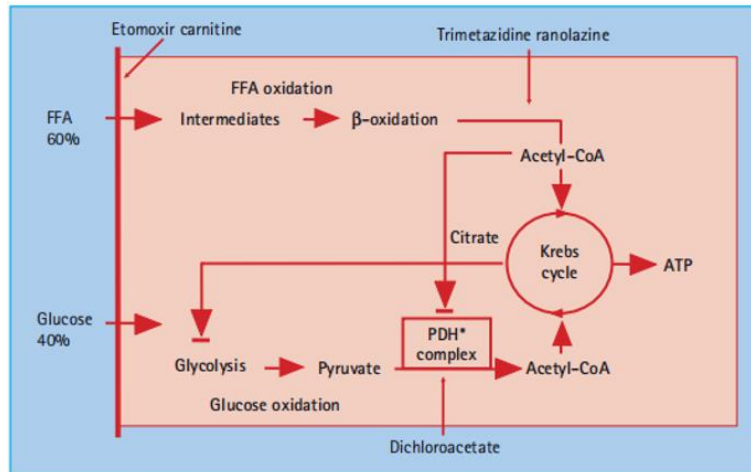 Etomoxir carnitine
Trimetazidine ranolazine
FFA oxidation
FFA
60%
Intermediates
β-oxidation
Acetyl-CoA
Citrate
Krebs
cycle
ATP
Glucose
40%
PDH*
complex
Glycolysis
Pyruvate
Acetyl-CoA
Glucose oxidation
Dichloroacetate